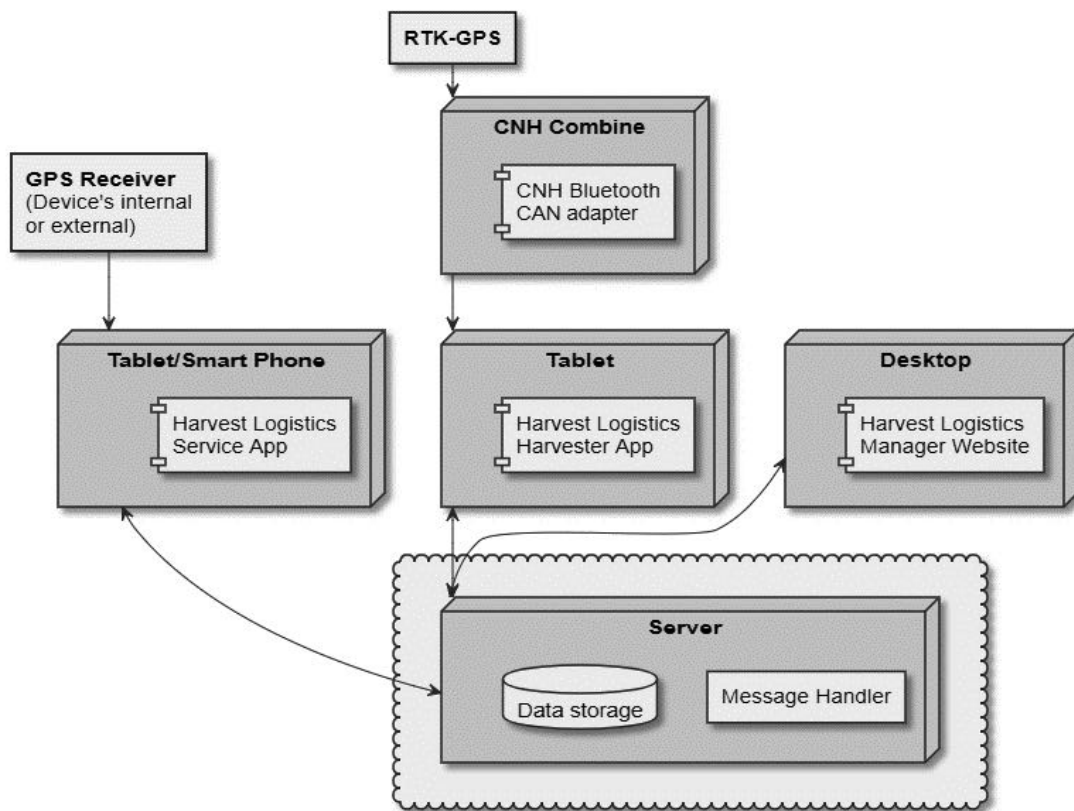 RTK-GPS
CNH Combine
CNH Bluetooth
CAN adapter
GPS Receiver
(Device's internal
or external)
Tablet/Smart Phone
Harvest Logistics
Service App
Tablet
Harvest Logistics
Harvester App
Desktop
Harvest Logistics
Manager Website
Server
Data storage
Message Handler